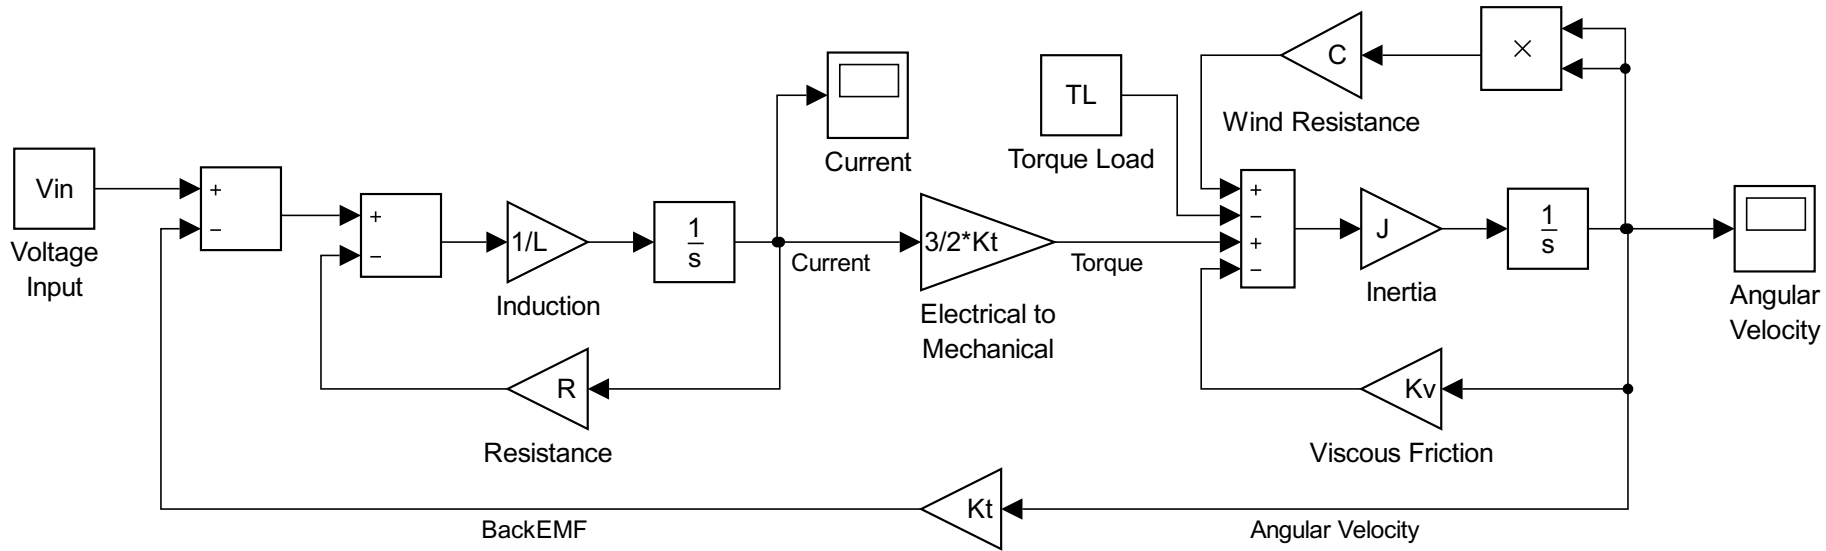 C
×
Wind Resistance
TL
Torque Load
Current
Vin
Voltage
Input
+
−
+
−
1/L
Induction
1
s
Current
3/2*Kt
Electrical to
Mechanical
Torque
+
−
+
−
J
Inertia
1
s
Angular
Velocity
R
Resistance
Kv
Viscous Friction
Kt
BackEMF
Angular Velocity